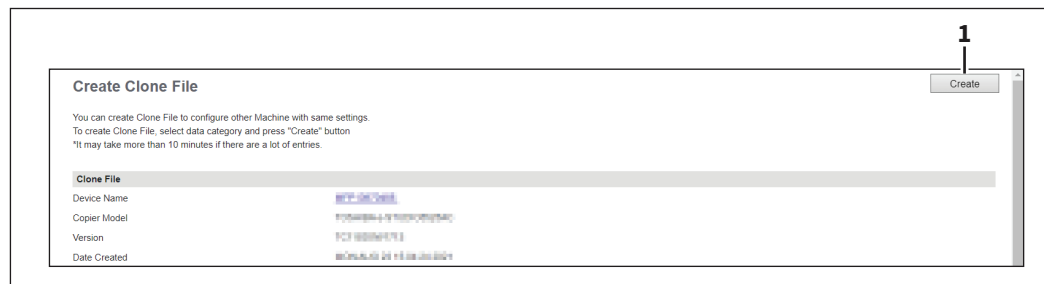 1
Create Clone File
Create
You can create Clone File to configure other Machine with same settings.
To create Clone File, select data category and press "Create" button
*It may take more than 10 minutes if there are a lot of entries.
Clone File
Device Name
Copier Model
Version
Date Created